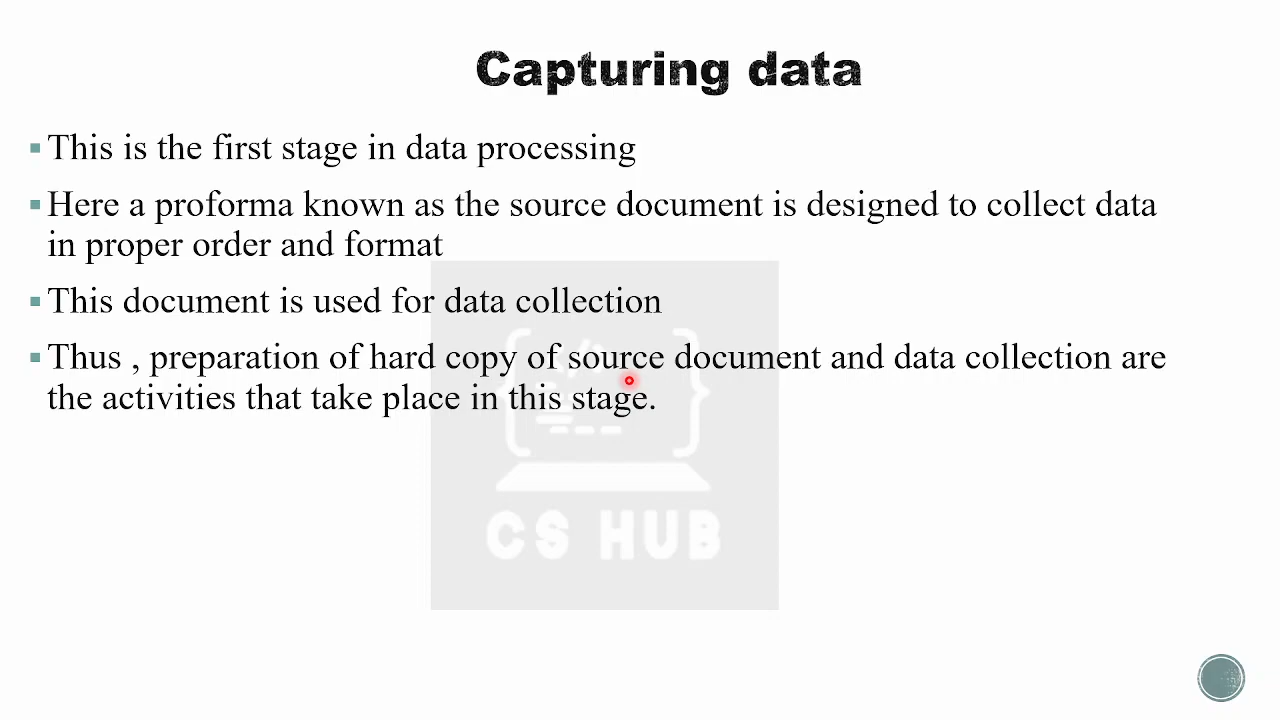 Capturing data
This is the first stage in data processing
Here a proforma known as the source document is designed to collect data
in proper order and format
This document is used for data collection
Thus , preparation of hard copy of source document and data collection are
the activities that take place in this stage.
CS HUB